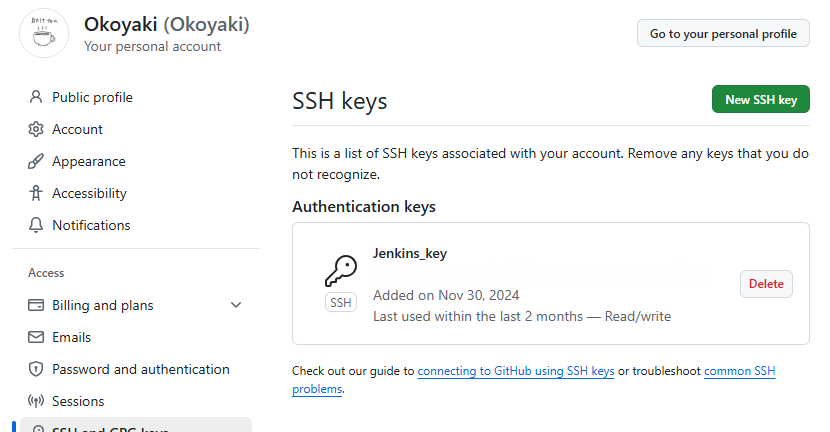 Okoyaki (Okoyaki)
Your personal account
Go to your personal profile
Public profile
Account
Appearance
Accessibility
Notifications
Access
Billing and plans
Emails
Password and authentication
Sessions
SSH and GPG keys
SSH keys
New SSH key
This is a list of SSH keys associated with your account. Remove any keys that you do
not recognize.
Authentication keys
Jenkins_key
SSH
Added on Nov 30, 2024
Last used within the last 2 months — Read/write
Delete
Check out our guide to connecting to GitHub using SSH keys or troubleshoot common SSH
problems.